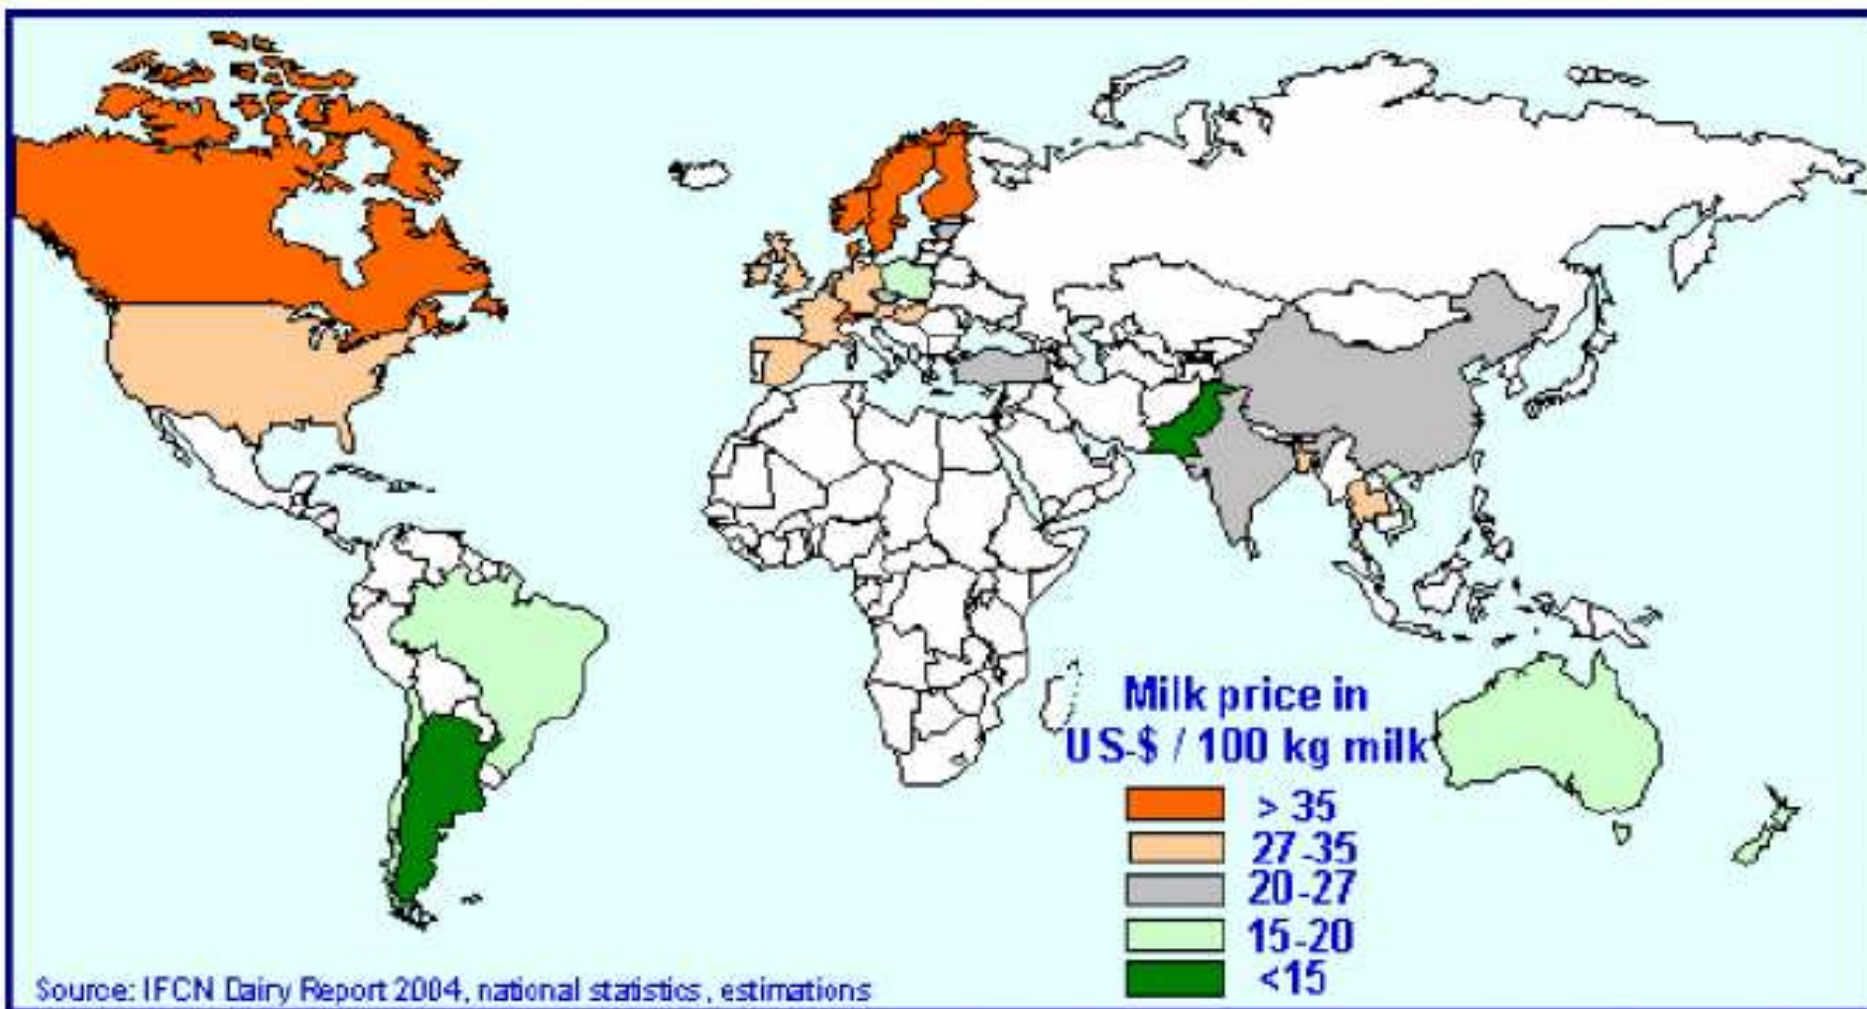 Milk price in
US-$ / 100 kg milk
> 35
27-35
20-27
15-20
<15
Source: IFCN Dairy Report 2004, national statistics, estimations